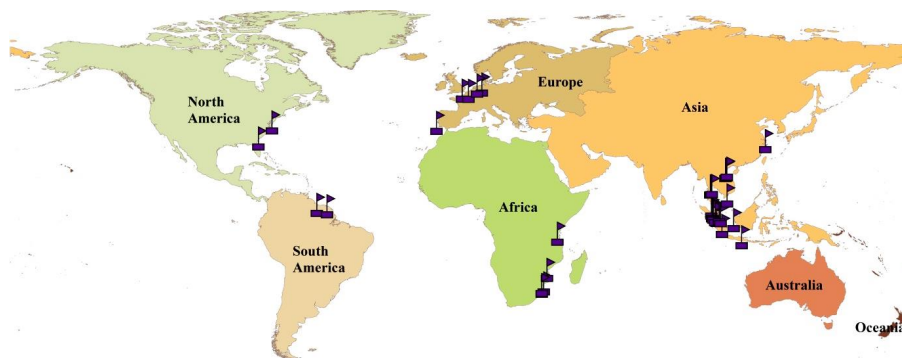 Europe
North
America
Asia
Africa
South
America
Australia
Oceania